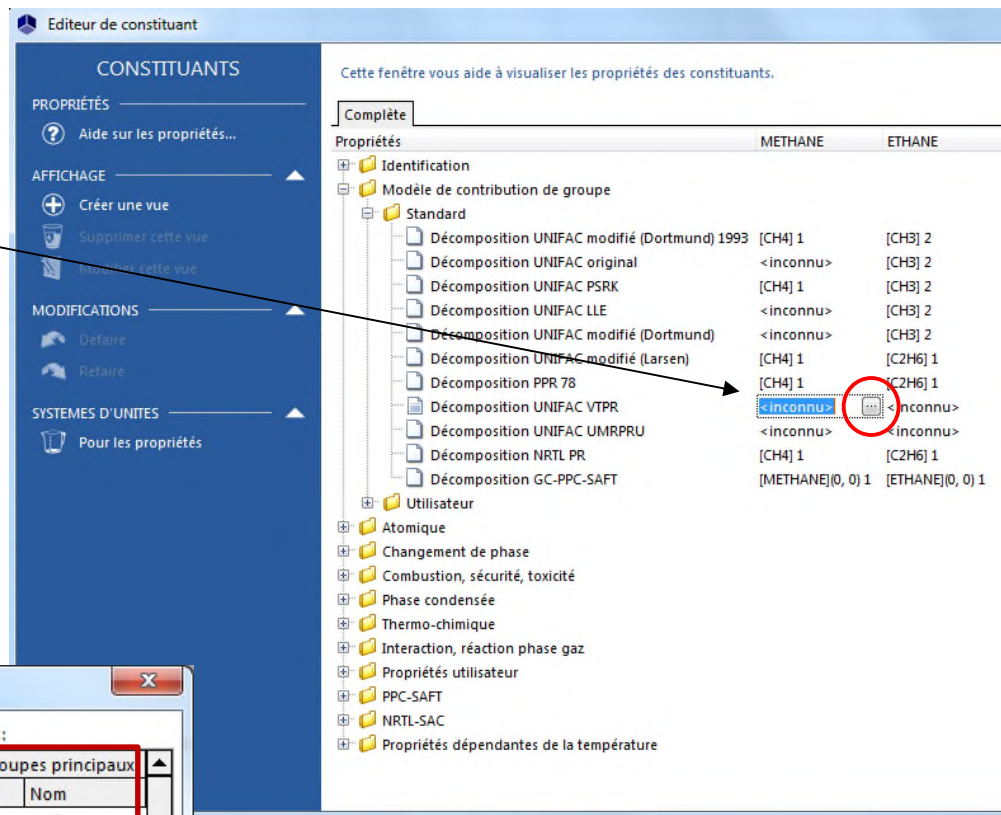 Editeur de constituant
CONSTITUANTS
PROPRIÉTÉS
Aide sur les propriétés...
AFFICHAGE
Créer une vue
Supprimer cette vue
Modifier cette vue
MODIFICATIONS
Défaire
Refaire
SYSTEMES D'UNITES
Pour les propriétés
Cette fenêtre vous aide à visualiser les propriétés des constituants.
Complète
Propriétés METHANE ETHANE
Identification
Modèle de contribution de groupe
Standard
Décomposition UNIFAC modifié (Dortmund) 1993 [CH4] 1 [CH3] 2
Décomposition UNIFAC original <inconnu> [CH3] 2
Décomposition UNIFAC PSRK [CH4] 1 [CH3] 2
Décomposition UNIFAC LLE <inconnu> [CH3] 2
Décomposition UNIFAC modifié (Dortmund) <inconnu> [CH3] 2
Décomposition UNIFAC modifié (Larsen) [CH4] 1 [C2H6] 1
Décomposition PPR 78 [CH4] 1 [C2H6] 1
Décomposition UNIFAC VTPR <inconnu> ... <inconnu>
Décomposition UNIFAC UMRPRU <inconnu> <inconnu>
Décomposition NRTL PR [CH4] 1 [C2H6] 1
Décomposition GC-PPC-SAFT [METHANE](0, 0) 1 [ETHANE](0, 0) 1
Utilisateur
Atomique
Changement de phase
Combustion, sécurité, toxicité
Phase condensée
Thermo-chimique
Interaction, réaction phase gaz
Propriétés utilisateur
PPC-SAFT
NRTL-SAC
Propriétés dépendantes de la température
:
oupes principaux
Nom